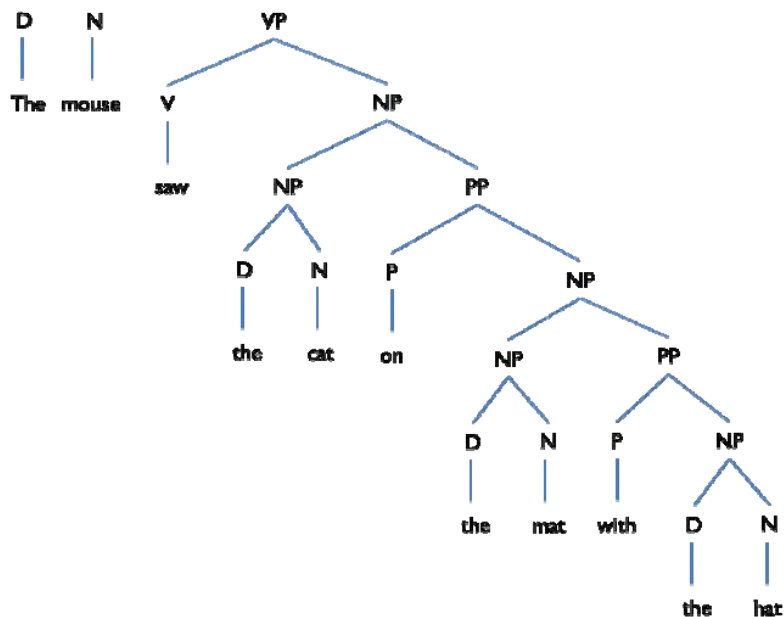 D N VP
The mouse V NP
saw NP PP
D N P NP
the cat on NP PP
D N P NP
the mat with D N
the hat